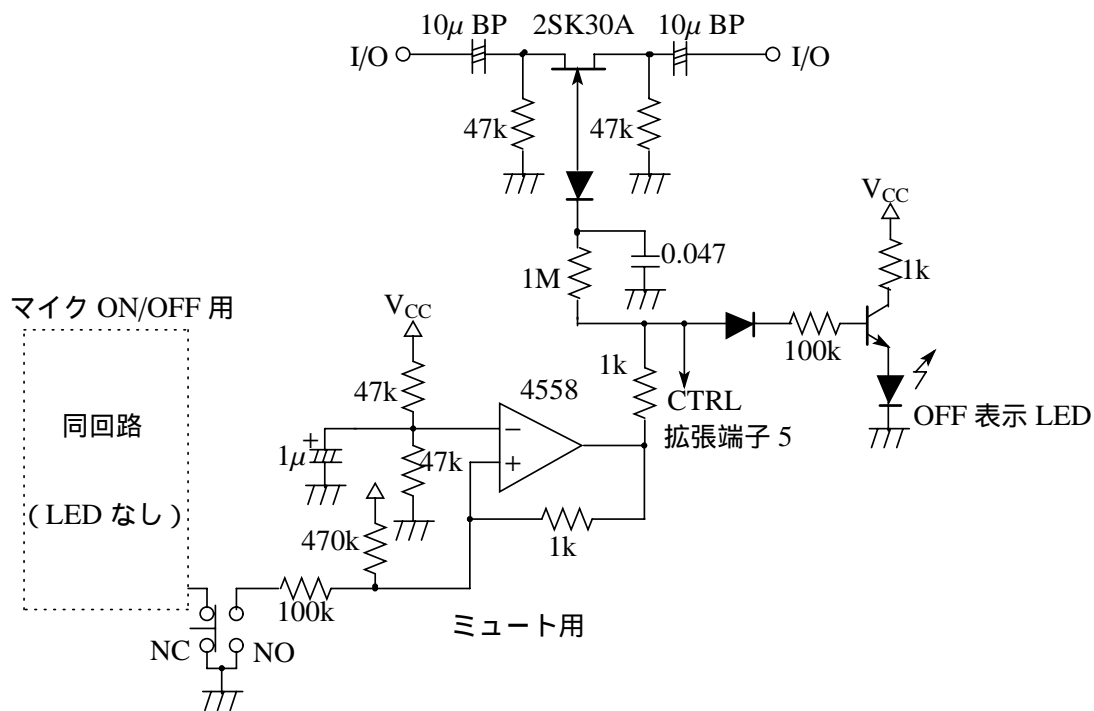 10μ BP
2SK30A
10μ BP
I/O
I/O
47k
47k
VCC
0.047
1M
1k
マイク ON/OFF 用
VCC
100k
1k
47k
4558
CTRL
拡張端子 5
OFF 表示 LED
同回路
1μ
+
47k
−
+
(LED なし)
470k
1k
100k
ミュート用
NC
NO